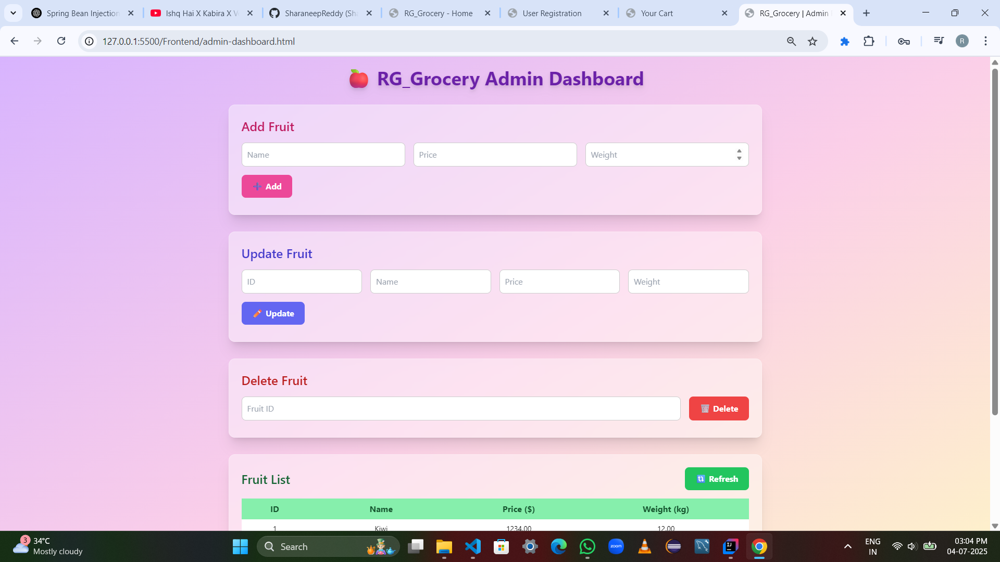 Spring Bean Injection
Ishq Hai X Kabira X V
SharaneepReddy (Sha
RG_Grocery - Home
User Registration
Your Cart
RG_Grocery | Admin
127.0.0.1:5500/Frontend/admin-dashboard.html
R
RG_Grocery Admin Dashboard
Add Fruit
Name
Price
Weight
Add
Update Fruit
ID
Name
Price
Weight
Update
Delete Fruit
Fruit ID
Delete
Fruit List
Refresh
ID Name Price ($) Weight (kg)
1 Kiwi 1234.00 12.00
3
34°C
Mostly cloudy
Search
zoom
IJ
ENG
IN
03:04 PM
04-07-2025